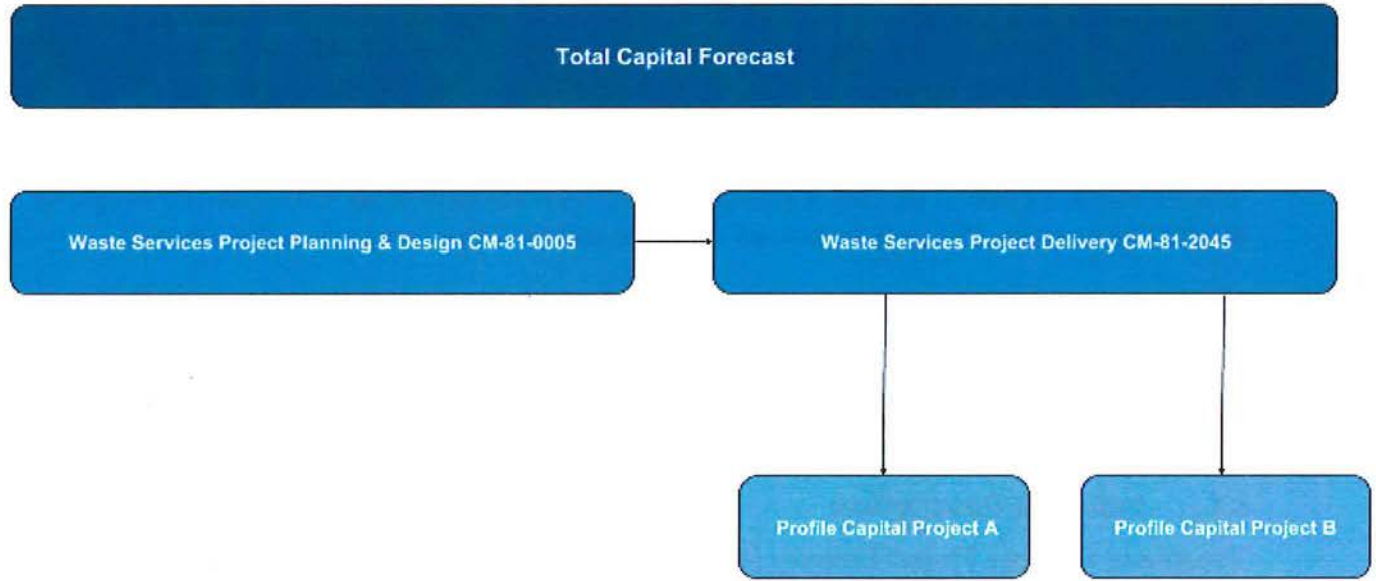 Total Capital Forecast
Waste Services Project Planning & Design CM-81-0005
Waste Services Project Delivery CM-81-2045
Profile Capital Project A
Profile Capital Project B